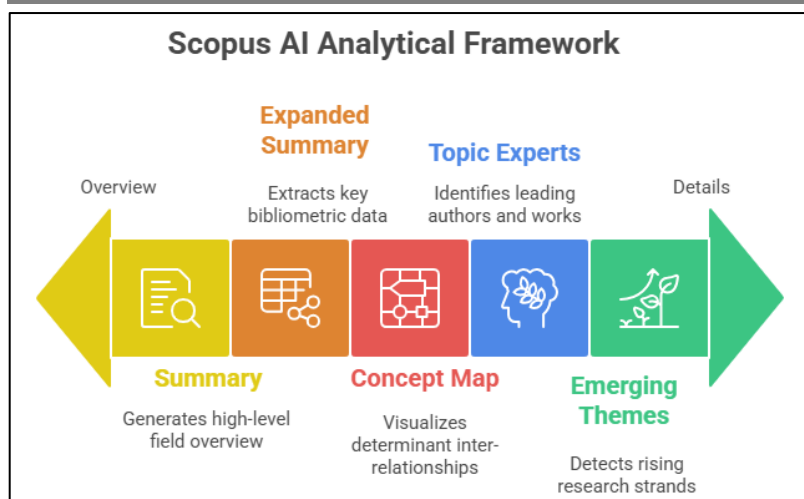 Scopus AI Analytical Framework
Expanded
Summary
Topic Experts
Overview
Extracts key
bibliometric data
Identifies leading
authors and works
Details
Summary
Generates high-level
field overview
Concept Map
Visualizes
determinant inter-
relationships
Emerging
Themes
Detects rising
research strands